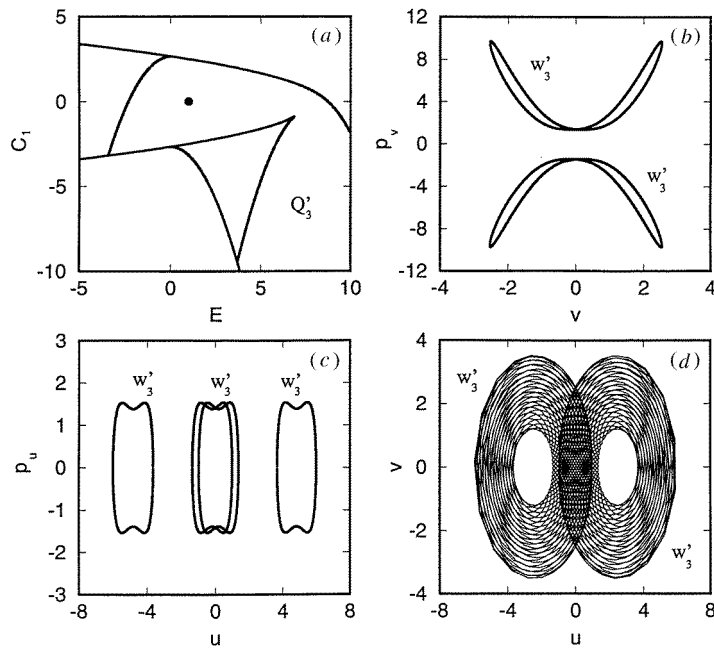 (a)
5
0
-5
-10
C₁
Q'₃
-5 0 5 10
E
(b)
12
8
4
0
-4
-8
-12
p_v
w'₃
w'₃
-4 -2 0 2 4
v
(c)
3
2
1
0
-1
-2
-3
p_u
w'₃ w'₃ w'₃
-8 -4 0 4 8
u
(d)
4
2
0
-2
-4
v
w'₃
w'₃
-8 -4 0 4 8
u